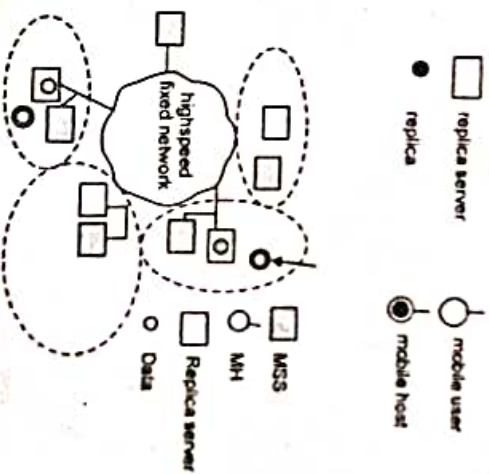 replica server
replica
mobile user
mobile host
highspeed
fixed network
MSS
MH
Replica server
Data